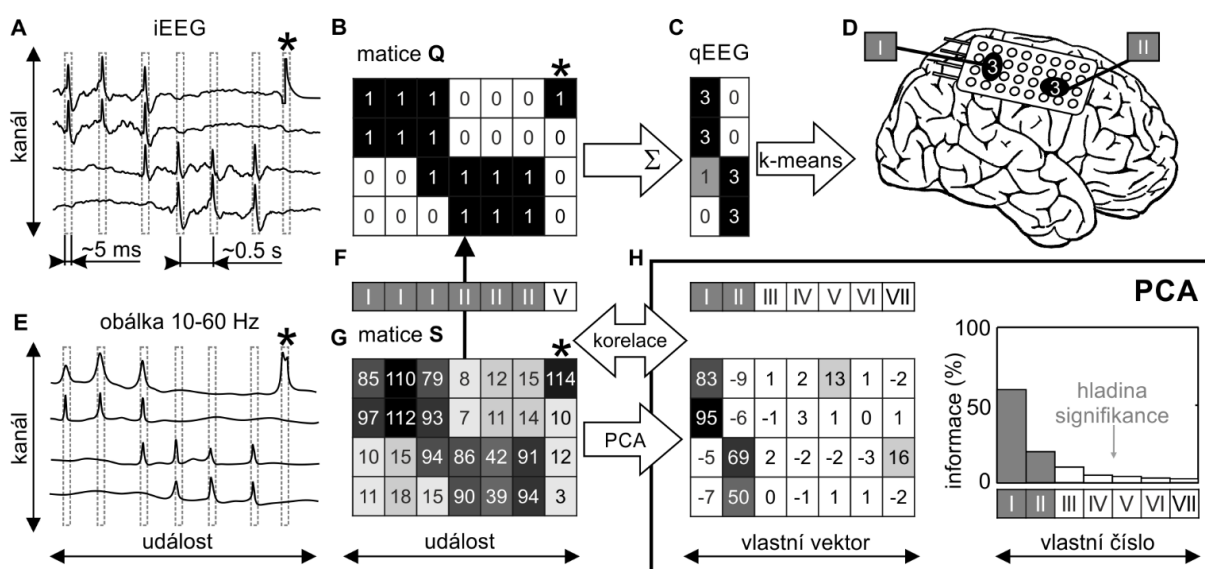 A
iEEG
*
kanál
~5 ms
~0.5 s
B
matice Q
*
1 1 1 0 0 0 1
1 1 1 0 0 0 0
0 0 1 1 1 1 0
0 0 0 1 1 1 0
Σ
C
qEEG
3 0
3 0
1 3
0 3
k-means
D
I
II
3
3
E
obálka 10-60 Hz
*
kanál
událost
F
I I I II II II V
G
matice S
*
85 110 79 8 12 15 114
97 112 93 7 11 14 10
10 15 94 86 42 91 12
11 18 15 90 39 94 3
událost
korelace
PCA
H
I II III IV V VI VII
83 -9 1 2 13 1 -2
95 -6 -1 3 1 0 1
-5 69 2 -2 -2 -3 16
-7 50 0 -1 1 1 -2
vlastní vektor
PCA
informace (%)
100
50
0
hladina
signifikance
I II III IV V VI VII
vlastní číslo